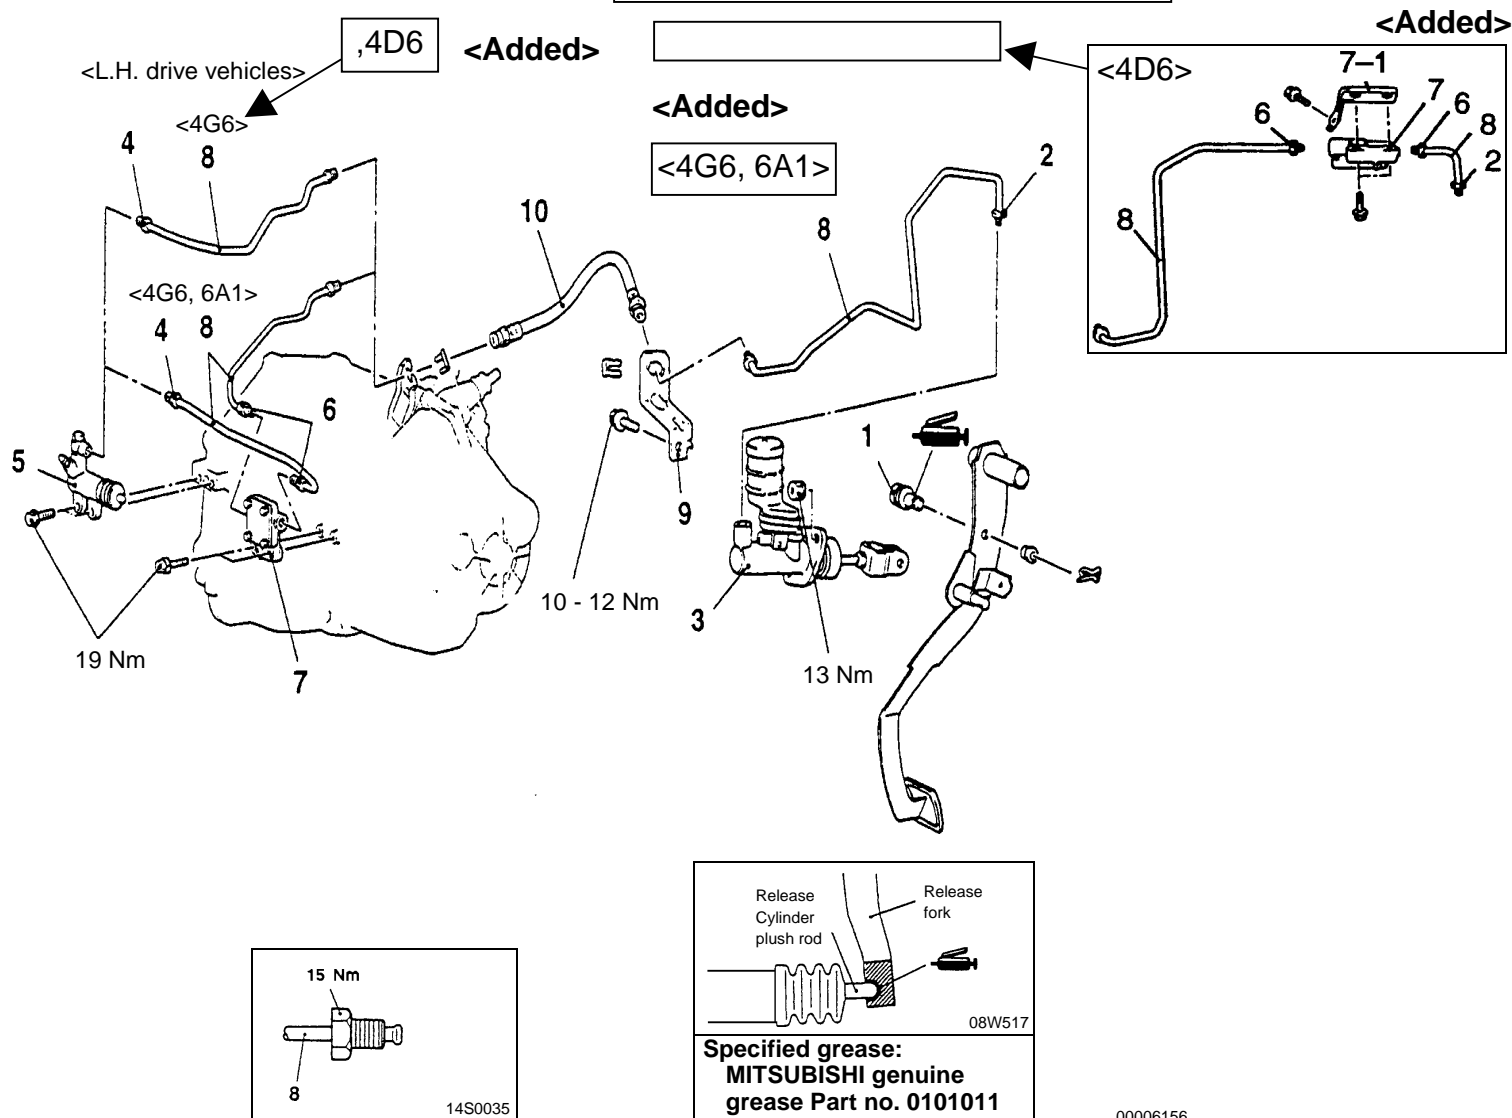 <Added>
,4D6
<Added>
<L.H. drive vehicles>
<4D6>
7–1
<Added>
<4G6>
7
6
6
8
4
8
<4G6, 6A1>
2
2
10
8
8
<4G6, 6A1>
4
8
6
1
5
9
10 - 12 Nm
3
19 Nm
13 Nm
7
Release
Cylinder
plush rod
Release
fork
15 Nm
08W517
8
14S0035
Specified grease:
MITSUBISHI genuine
grease Part no. 0101011
00006156